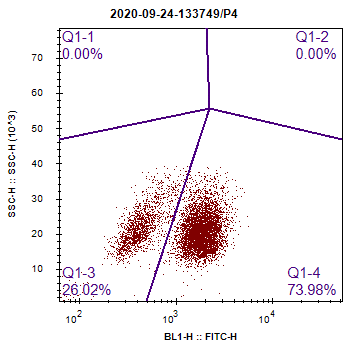 2020-09-24-133749/P4
Q1-1
0.00%
Q1-2
0.00%
70
60
50
40
30
20
10
SSC-H :: SSC-H (10^3)
Q1-3
26.02%
Q1-4
73.98%
10^2
10^3
10^4
BL1-H :: FITC-H